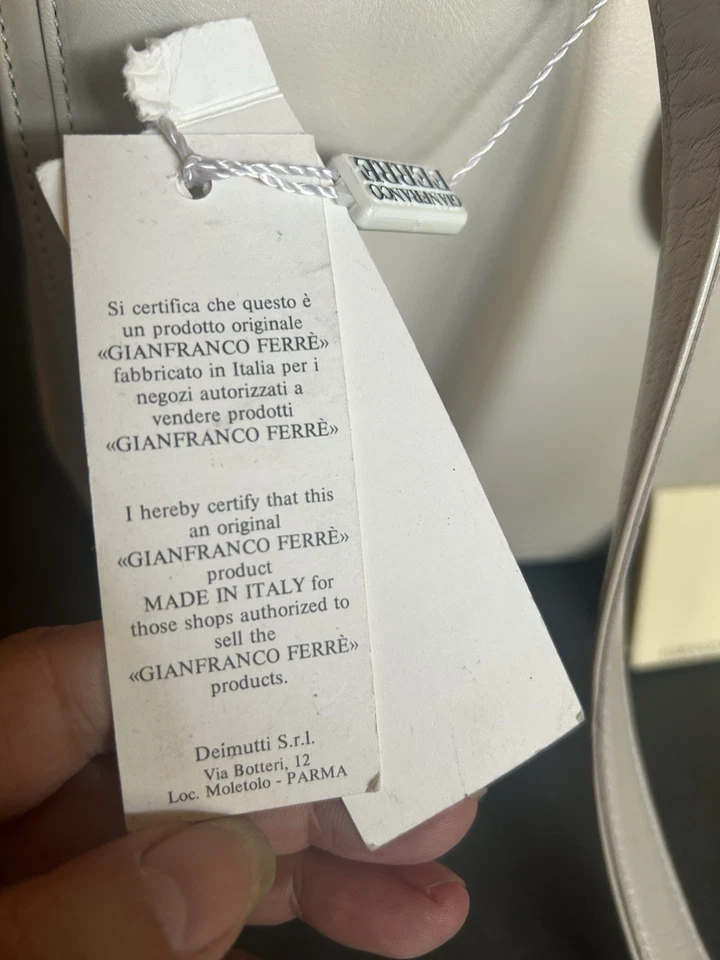 GIANFRANCO
FERRE
Si certifica che questo è
un prodotto originale
«GIANFRANCO FERRÈ»
fabbricato in Italia per i
negozi autorizzati a
vendere prodotti
«GIANFRANCO FERRÈ»
I hereby certify that this
an original
«GIANFRANCO FERRÈ»
product
MADE IN ITALY for
those shops authorized to
sell the
«GIANFRANCO FERRÈ»
products.
Deimutti S.r.l.
Via Botteri, 12
Loc. Moletolo - PARMA